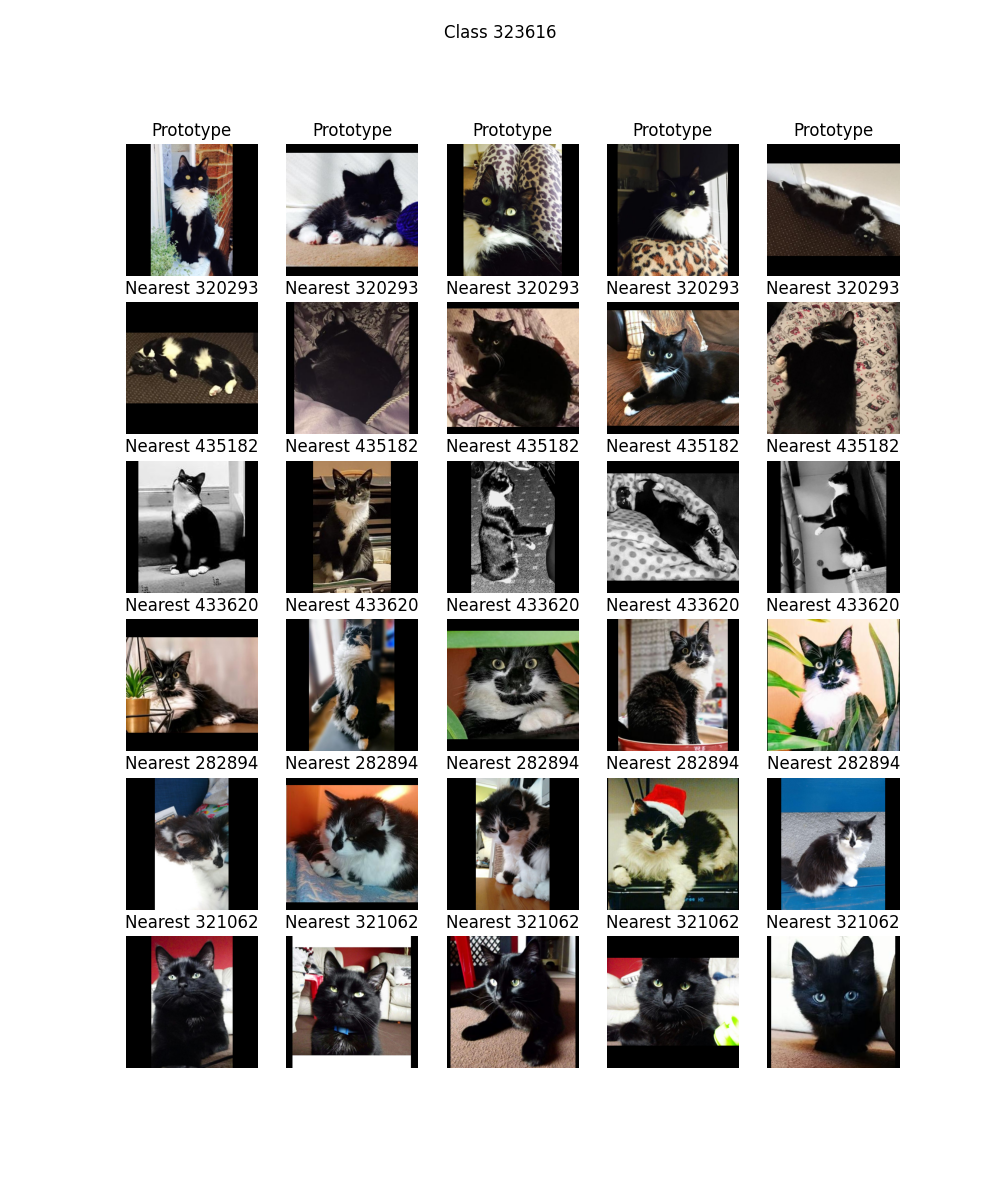 Class 323616
Prototype Prototype Prototype Prototype Prototype
Nearest 320293 Nearest 320293 Nearest 320293 Nearest 320293 Nearest 320293
Nearest 435182 Nearest 435182 Nearest 435182 Nearest 435182 Nearest 435182
Nearest 433620 Nearest 433620 Nearest 433620 Nearest 433620 Nearest 433620
Nearest 282894 Nearest 282894 Nearest 282894 Nearest 282894 Nearest 282894
Nearest 321062 Nearest 321062 Nearest 321062 Nearest 321062 Nearest 321062